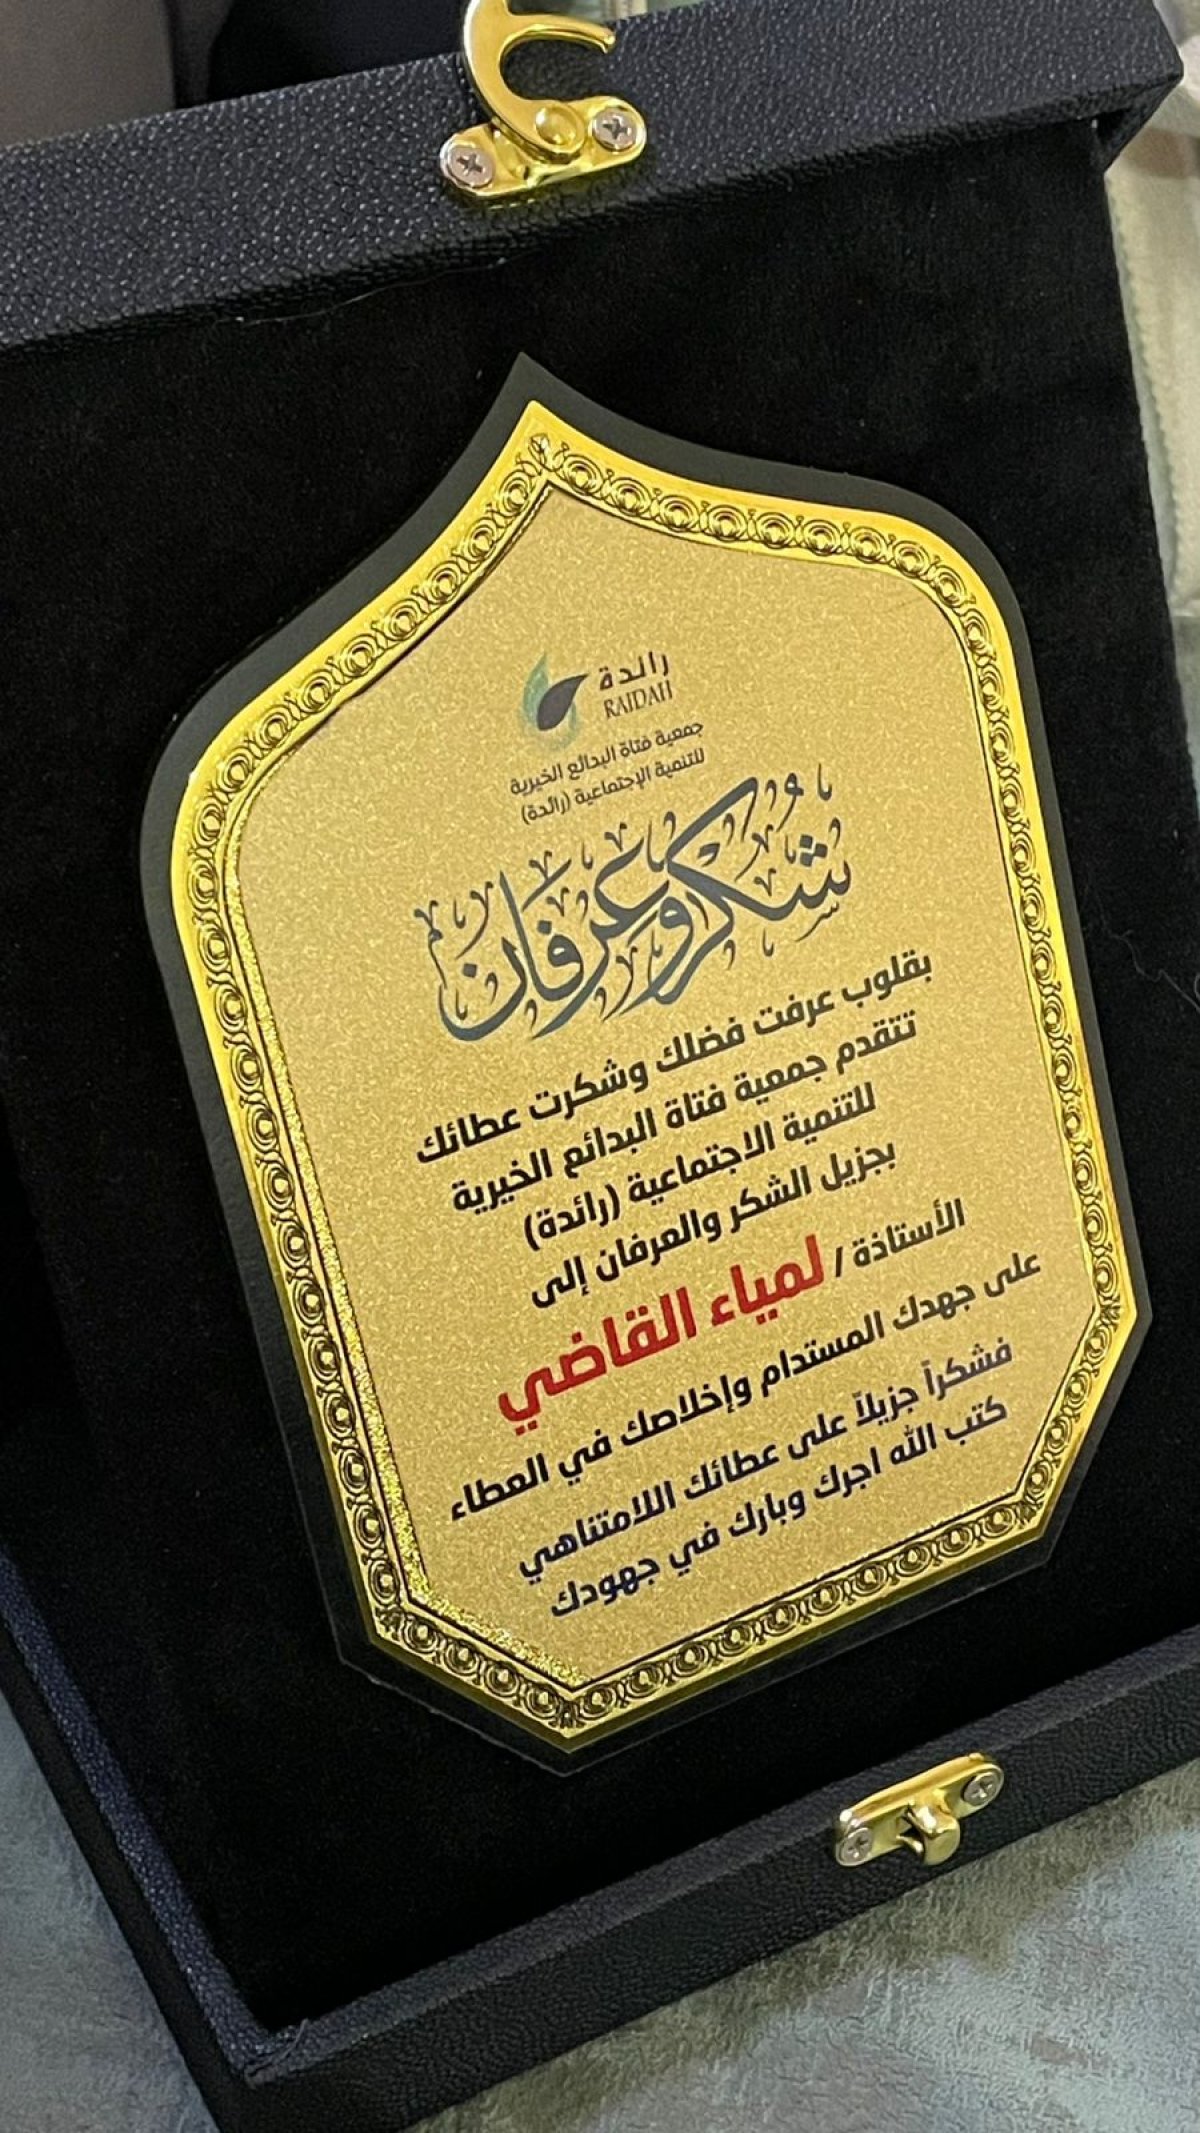 رائدة
RAIDAH
جمعية فتاة البدائع الخيرية
للتنمية الإجتماعية (رائدة)
شكر وعرفان
بقلوب عرفت فضلك وشكرت عطائك
تتقدم جمعية فتاة البدائع الخيرية
للتنمية الاجتماعية (رائدة)
بجزيل الشكر والعرفان إلى
الأستاذة / لمياء القاضي
على جهدك المستدام وإخلاصك في العطاء
فشكراً جزيلاً على عطائك اللامتناهي
كتب الله اجرك وبارك في جهودك